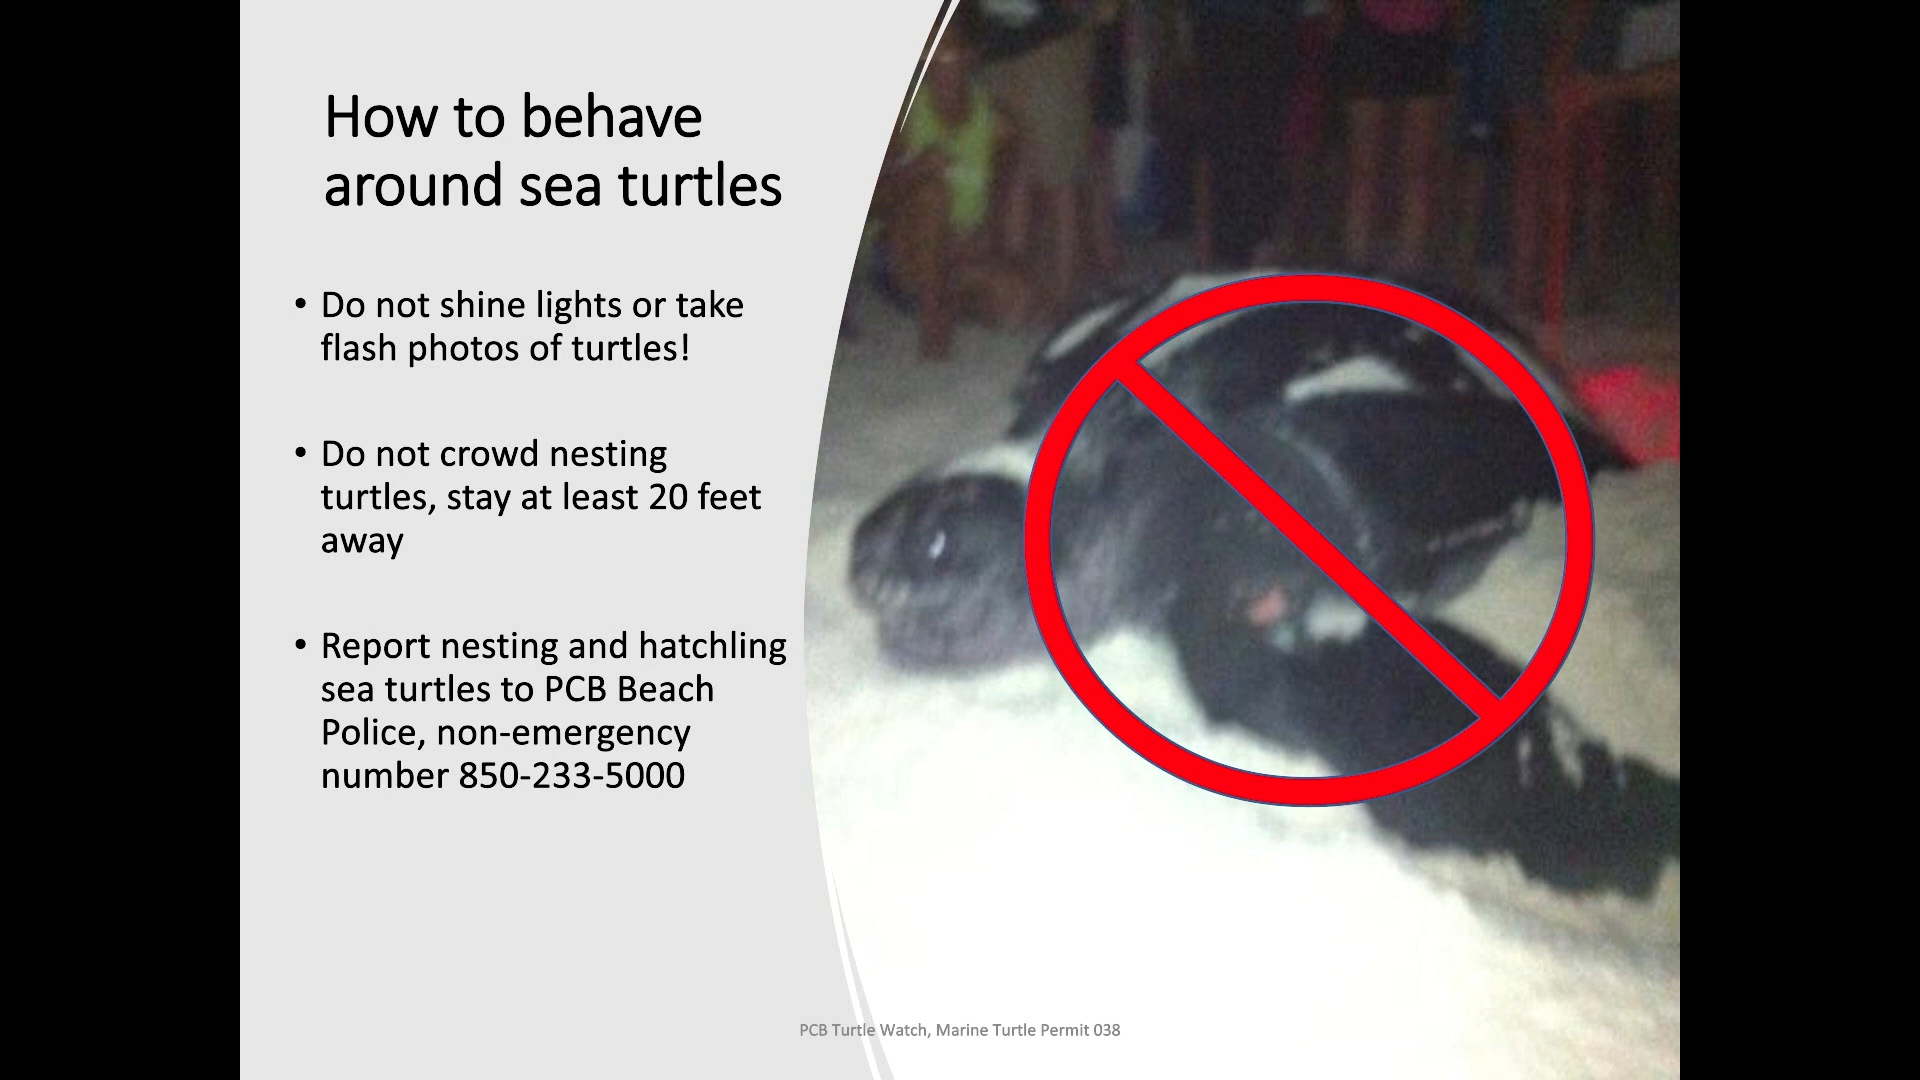 How to behave
around sea turtles
• Do not shine lights or take
flash photos of turtles!
• Do not crowd nesting
turtles, stay at least 20 feet
away
• Report nesting and hatchling
sea turtles to PCB Beach
Police, non-emergency
number 850-233-5000
PCB Turtle Watch, Marine Turtle Permit 038